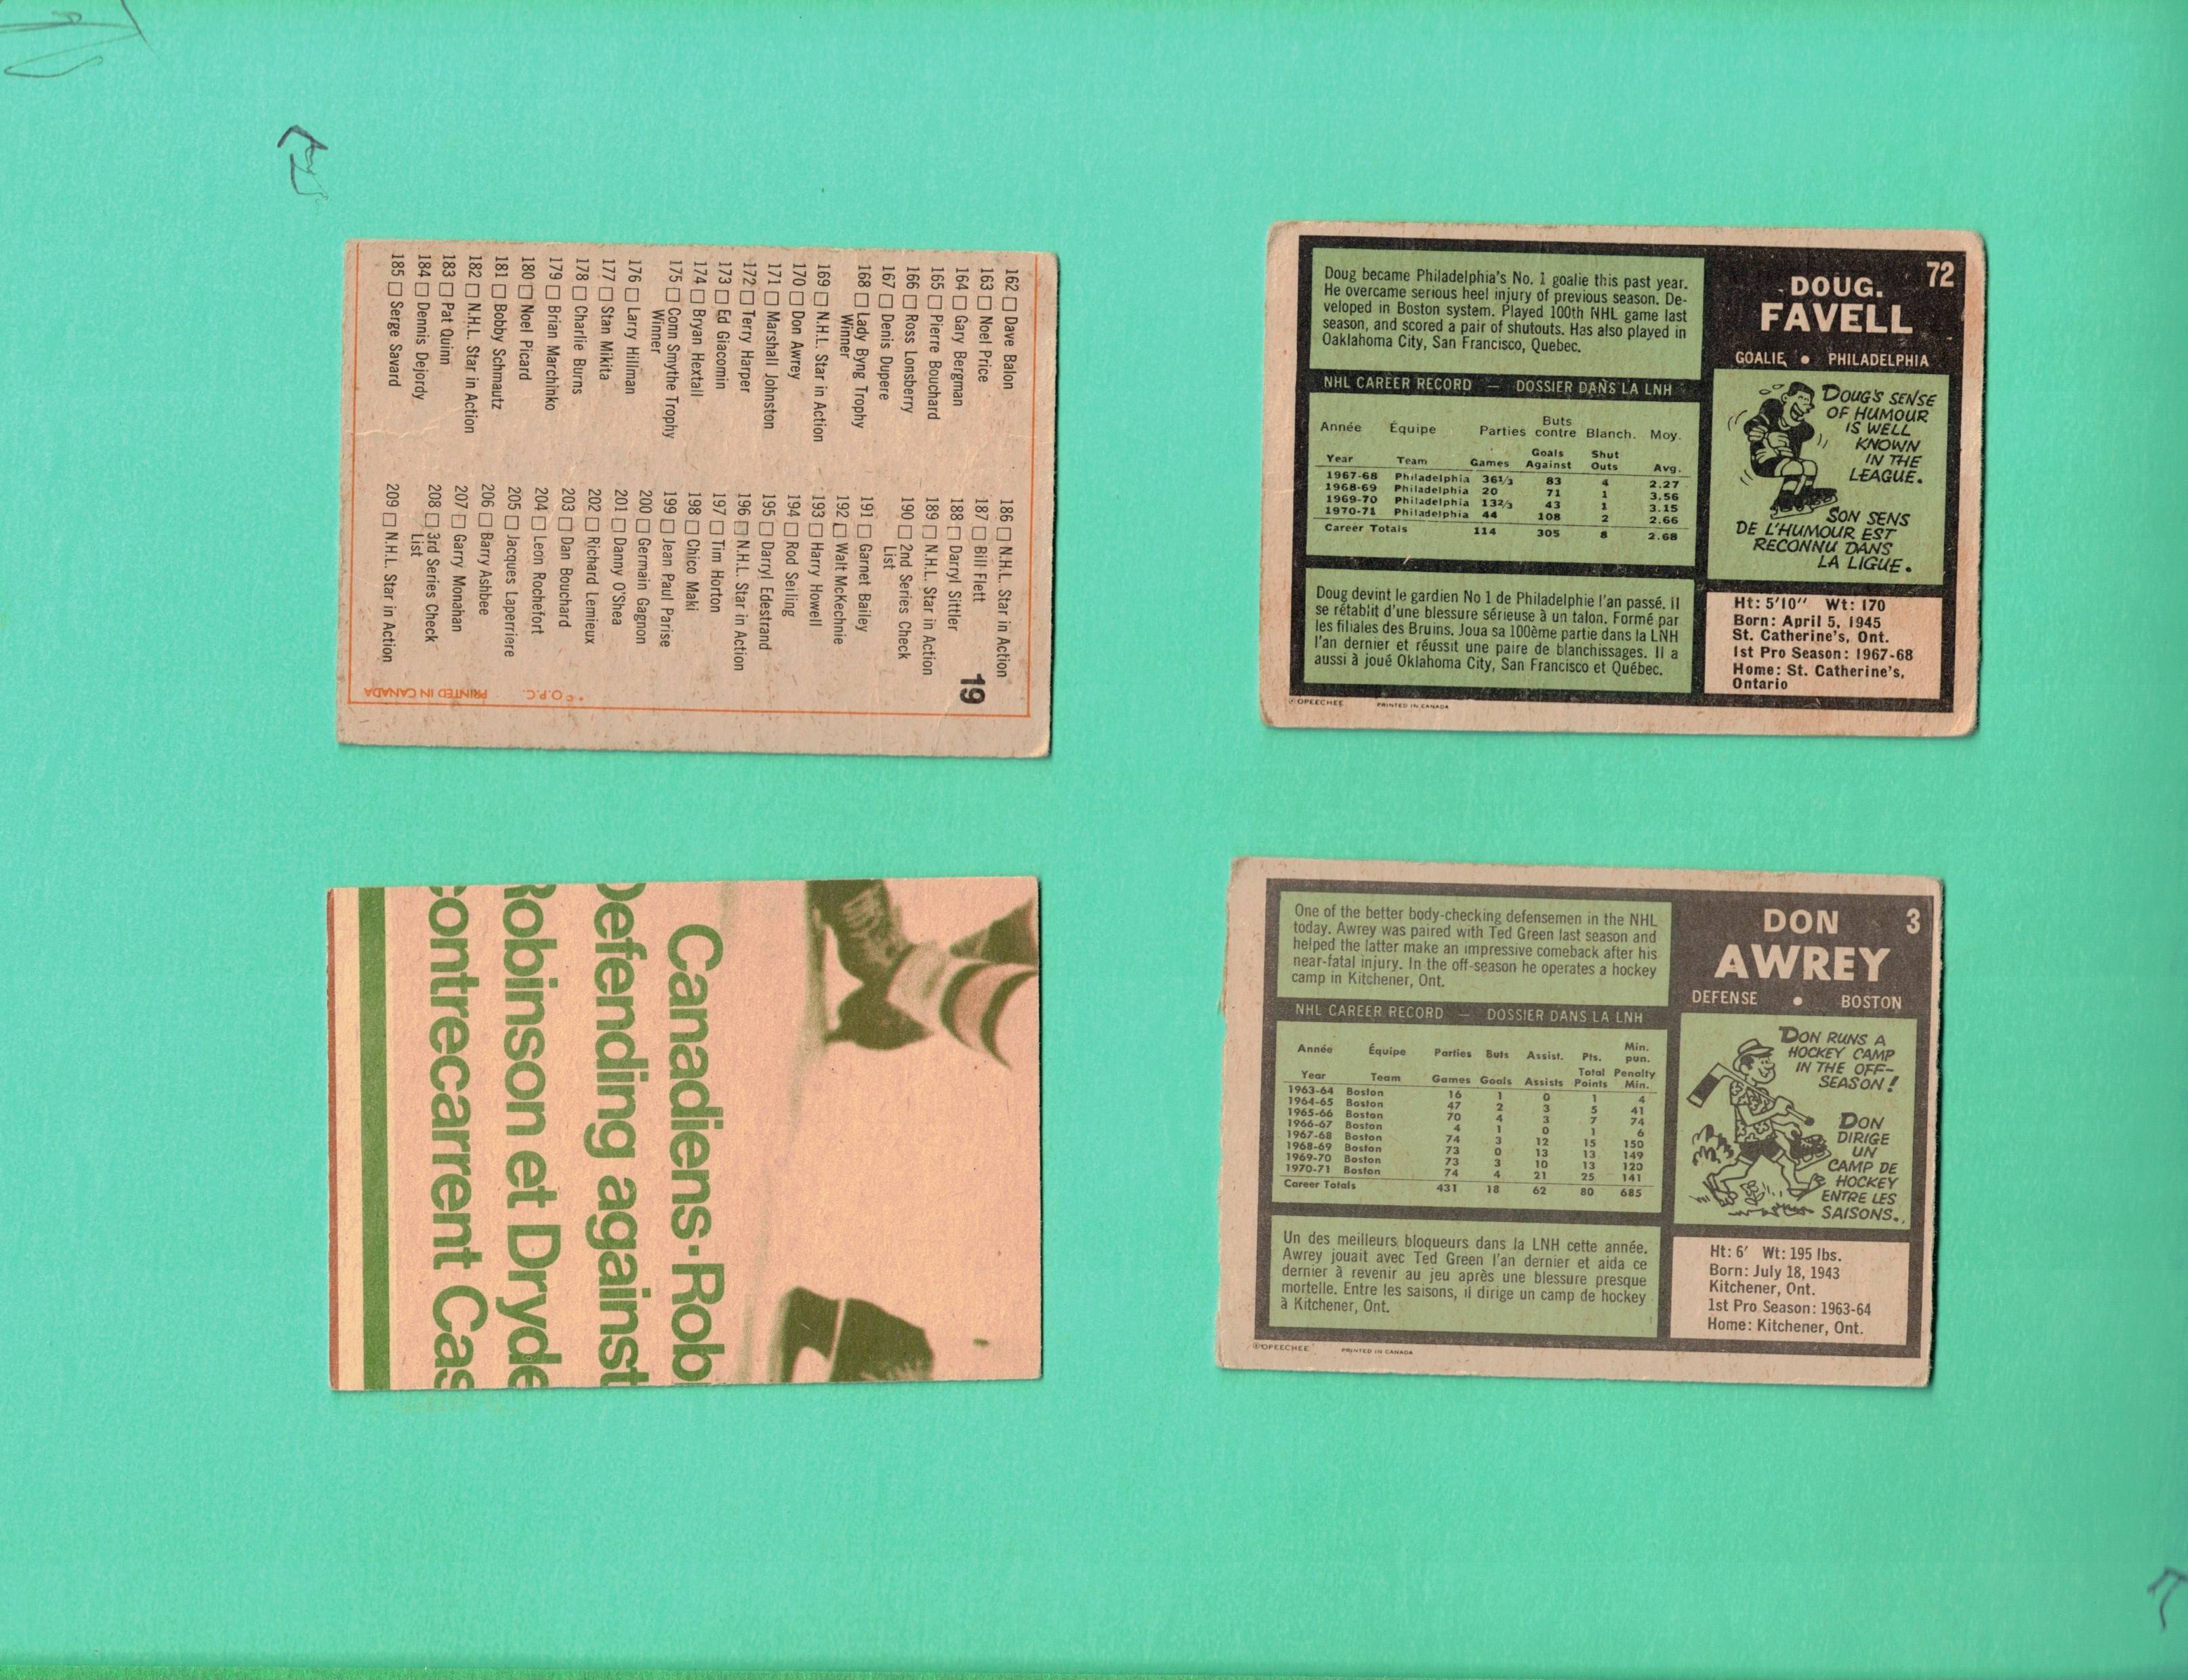 162 □ Dave Balon
163 □ Noel Price
164 □ Gary Bergman
165 □ Pierre Bouchard
166 □ Ross Lonsberry
167 □ Denis Dupere
168 □ Lady Byng Trophy
Winner
169 □ N.H.L. Star in Action
170 □ Don Awrey
171 □ Marshall Johnston
172 □ Terry Harper
173 □ Ed Giacomin
174 □ Bryan Hextall
175 □ Conn Smythe Trophy
Winner
176 □ Larry Hillman
177 □ Stan Mikita
178 □ Charlie Burns
179 □ Brian Marchinko
180 □ Noel Picard
181 □ Bobby Schmautz
182 □ N.H.L. Star in Action
183 □ Pat Quinn
184 □ Dennis Dejordy
185 □ Serge Savard
186 □ N.H.L. Star in Action
187 □ Bill Flett
188 □ Darryl Sittler
189 □ N.H.L. Star in Action
190 □ 2nd Series Check
List
191 □ Garnet Bailey
192 □ Walt McKechnie
193 □ Harry Howell
194 □ Rod Seiling
195 □ Darryl Edestrand
196 □ N.H.L. Star in Action
197 □ Tim Horton
198 □ Chico Maki
199 □ Jean Paul Parise
200 □ Germain Gagnon
201 □ Danny O'Shea
202 □ Richard Lemieux
203 □ Dan Bouchard
204 □ Leon Rochefort
205 □ Jacques Laperriere
206 □ Barry Ashbee
207 □ Garry Monahan
208 □ 3rd Series Check
List
209 □ N.H.L. Star in Action
19
* © O.P.C. PRINTED IN CANADA
Doug became Philadelphia's No. 1 goalie this past year.
He overcame serious heel injury of previous season. De-
veloped in Boston system. Played 100th NHL game last
season, and scored a pair of shutouts. Has also played in
Oaklahoma City, San Francisco, Quebec.
NHL CAREER RECORD — DOSSIER DANS LA LNH
Année Équipe Parties Buts contre Blanch. Moy.
Year Team Games Goals Against Shut Outs Avg.
1967-68 Philadelphia 36⅓ 83 4 2.27
1968-69 Philadelphia 20 71 1 3.56
1969-70 Philadelphia 13⅔ 43 1 3.15
1970-71 Philadelphia 44 108 2 2.66
Career Totals 114 305 8 2.68
Doug devint le gardien No 1 de Philadelphie l'an passé. Il
se rétablit d'une blessure sérieuse à un talon. Formé par
les filiales des Bruins. Joua sa 100ème partie dans la LNH
l'an dernier et réussit une paire de blanchissages. Il a
aussi à joué Oklahoma City, San Francisco et Québec.
© OPEECHEE PRINTED IN CANADA
72
DOUG.
FAVELL
GOALIE • PHILADELPHIA
DOUG'S SENSE
OF HUMOUR
IS WELL
KNOWN
IN THE
LEAGUE.
SON SENS
DE L'HUMOUR EST
RECONNU DANS
LA LIGUE.
Ht: 5'10" Wt: 170
Born: April 5, 1945
St. Catherine's, Ont.
1st Pro Season: 1967-68
Home: St. Catherine's,
Ontario
Canadiens-Rob
Defending against
Robinson et Dryde
contrecarrent Cas
One of the better body-checking defensemen in the NHL
today. Awrey was paired with Ted Green last season and
helped the latter make an impressive comeback after his
near-fatal injury. In the off-season he operates a hockey
camp in Kitchener, Ont.
NHL CAREER RECORD — DOSSIER DANS LA LNH
Année Équipe Parties Buts Assist. Pts. Min. pun.
Year Team Games Goals Assists Total Points Penalty Min.
1963-64 Boston 16 1 0 1 4
1964-65 Boston 47 2 3 5 41
1965-66 Boston 70 4 3 7 74
1966-67 Boston 4 1 0 1 6
1967-68 Boston 74 3 12 15 150
1968-69 Boston 73 0 13 13 149
1969-70 Boston 73 3 10 13 120
1970-71 Boston 74 4 21 25 141
Career Totals 431 18 62 80 685
Un des meilleurs bloqueurs dans la LNH cette année.
Awrey jouait avec Ted Green l'an dernier et aida ce
dernier à revenir au jeu après une blessure presque
mortelle. Entre les saisons, il dirige un camp de hockey
à Kitchener, Ont.
©OPEECHEE PRINTED IN CANADA
3
DON
AWREY
DEFENSE • BOSTON
DON RUNS A
HOCKEY CAMP
IN THE OFF-
SEASON!
DON
DIRIGE
UN
CAMP DE
HOCKEY
ENTRE LES
SAISONS.
Ht: 6' Wt: 195 lbs.
Born: July 18, 1943
Kitchener, Ont.
1st Pro Season: 1963-64
Home: Kitchener, Ont.